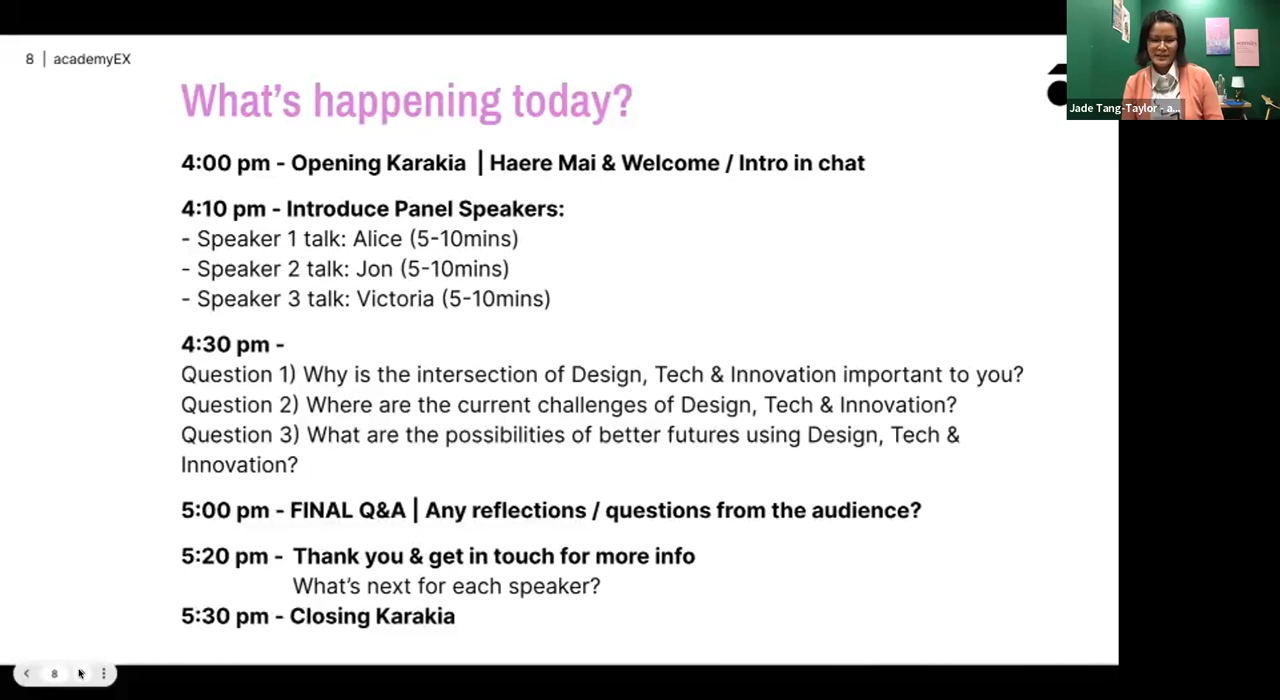 8 | academyEX
What's happening today?
4:00 pm - Opening Karakia | Haere Mai & Welcome / Intro in chat
4:10 pm - Introduce Panel Speakers:
- Speaker 1 talk: Alice (5-10mins)
- Speaker 2 talk: Jon (5-10mins)
- Speaker 3 talk: Victoria (5-10mins)
4:30 pm -
Question 1) Why is the intersection of Design, Tech & Innovation important to you?
Question 2) Where are the current challenges of Design, Tech & Innovation?
Question 3) What are the possibilities of better futures using Design, Tech &
Innovation?
5:00 pm - FINAL Q&A | Any reflections / questions from the audience?
5:20 pm - Thank you & get in touch for more info
What's next for each speaker?
5:30 pm - Closing Karakia
Jade Tang-Taylor - a...
8